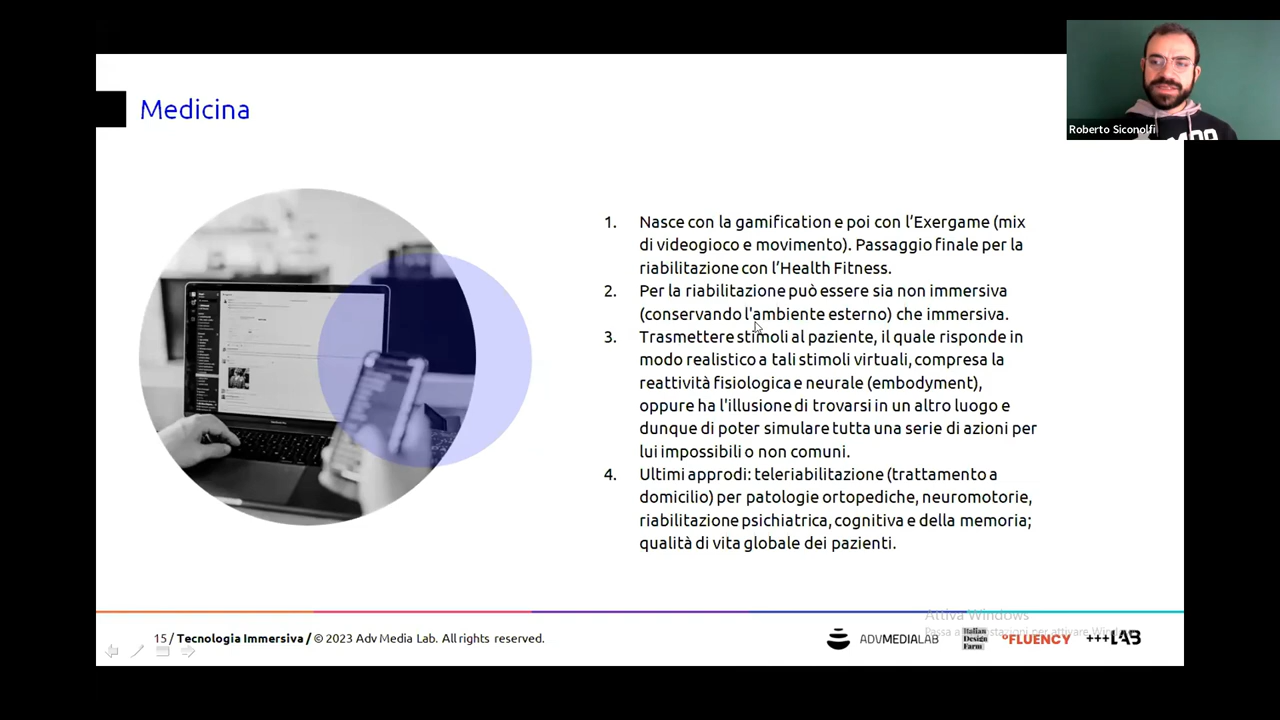 Medicina
Roberto Siconolfi
1. Nasce con la gamification e poi con l’Exergame (mix
di videogioco e movimento). Passaggio finale per la
riabilitazione con l’Health Fitness.
2. Per la riabilitazione può essere sia non immersiva
(conservando l'ambiente esterno) che immersiva.
3. Trasmettere stimoli al paziente, il quale risponde in
modo realistico a tali stimoli virtuali, compresa la
reattività fisiologica e neurale (embodyment),
oppure ha l'illusione di trovarsi in un altro luogo e
dunque di poter simulare tutta una serie di azioni per
lui impossibili o non comuni.
4. Ultimi approdi: teleriabilitazione (trattamento a
domicilio) per patologie ortopediche, neuromotorie,
riabilitazione psichiatrica, cognitiva e della memoria;
qualità di vita globale dei pazienti.
Attiva Windows
15/ Tecnologia Immersiva / © 2023 Adv Media Lab. All rights reserved.
ADVMEDIALAB
Italian
Design
Farm
°FLUENCY
+++LAB